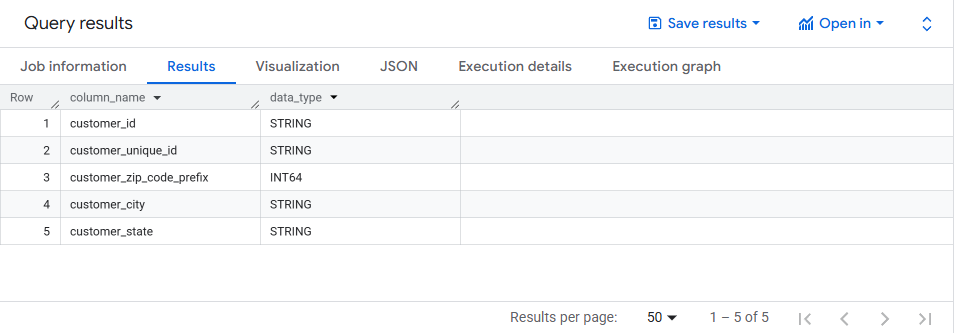 Query results Save results Open in
Job information Results Visualization JSON Execution details Execution graph
Row column_name data_type
1 customer_id STRING
2 customer_unique_id STRING
3 customer_zip_code_prefix INT64
4 customer_city STRING
5 customer_state STRING
Results per page: 50 1 – 5 of 5